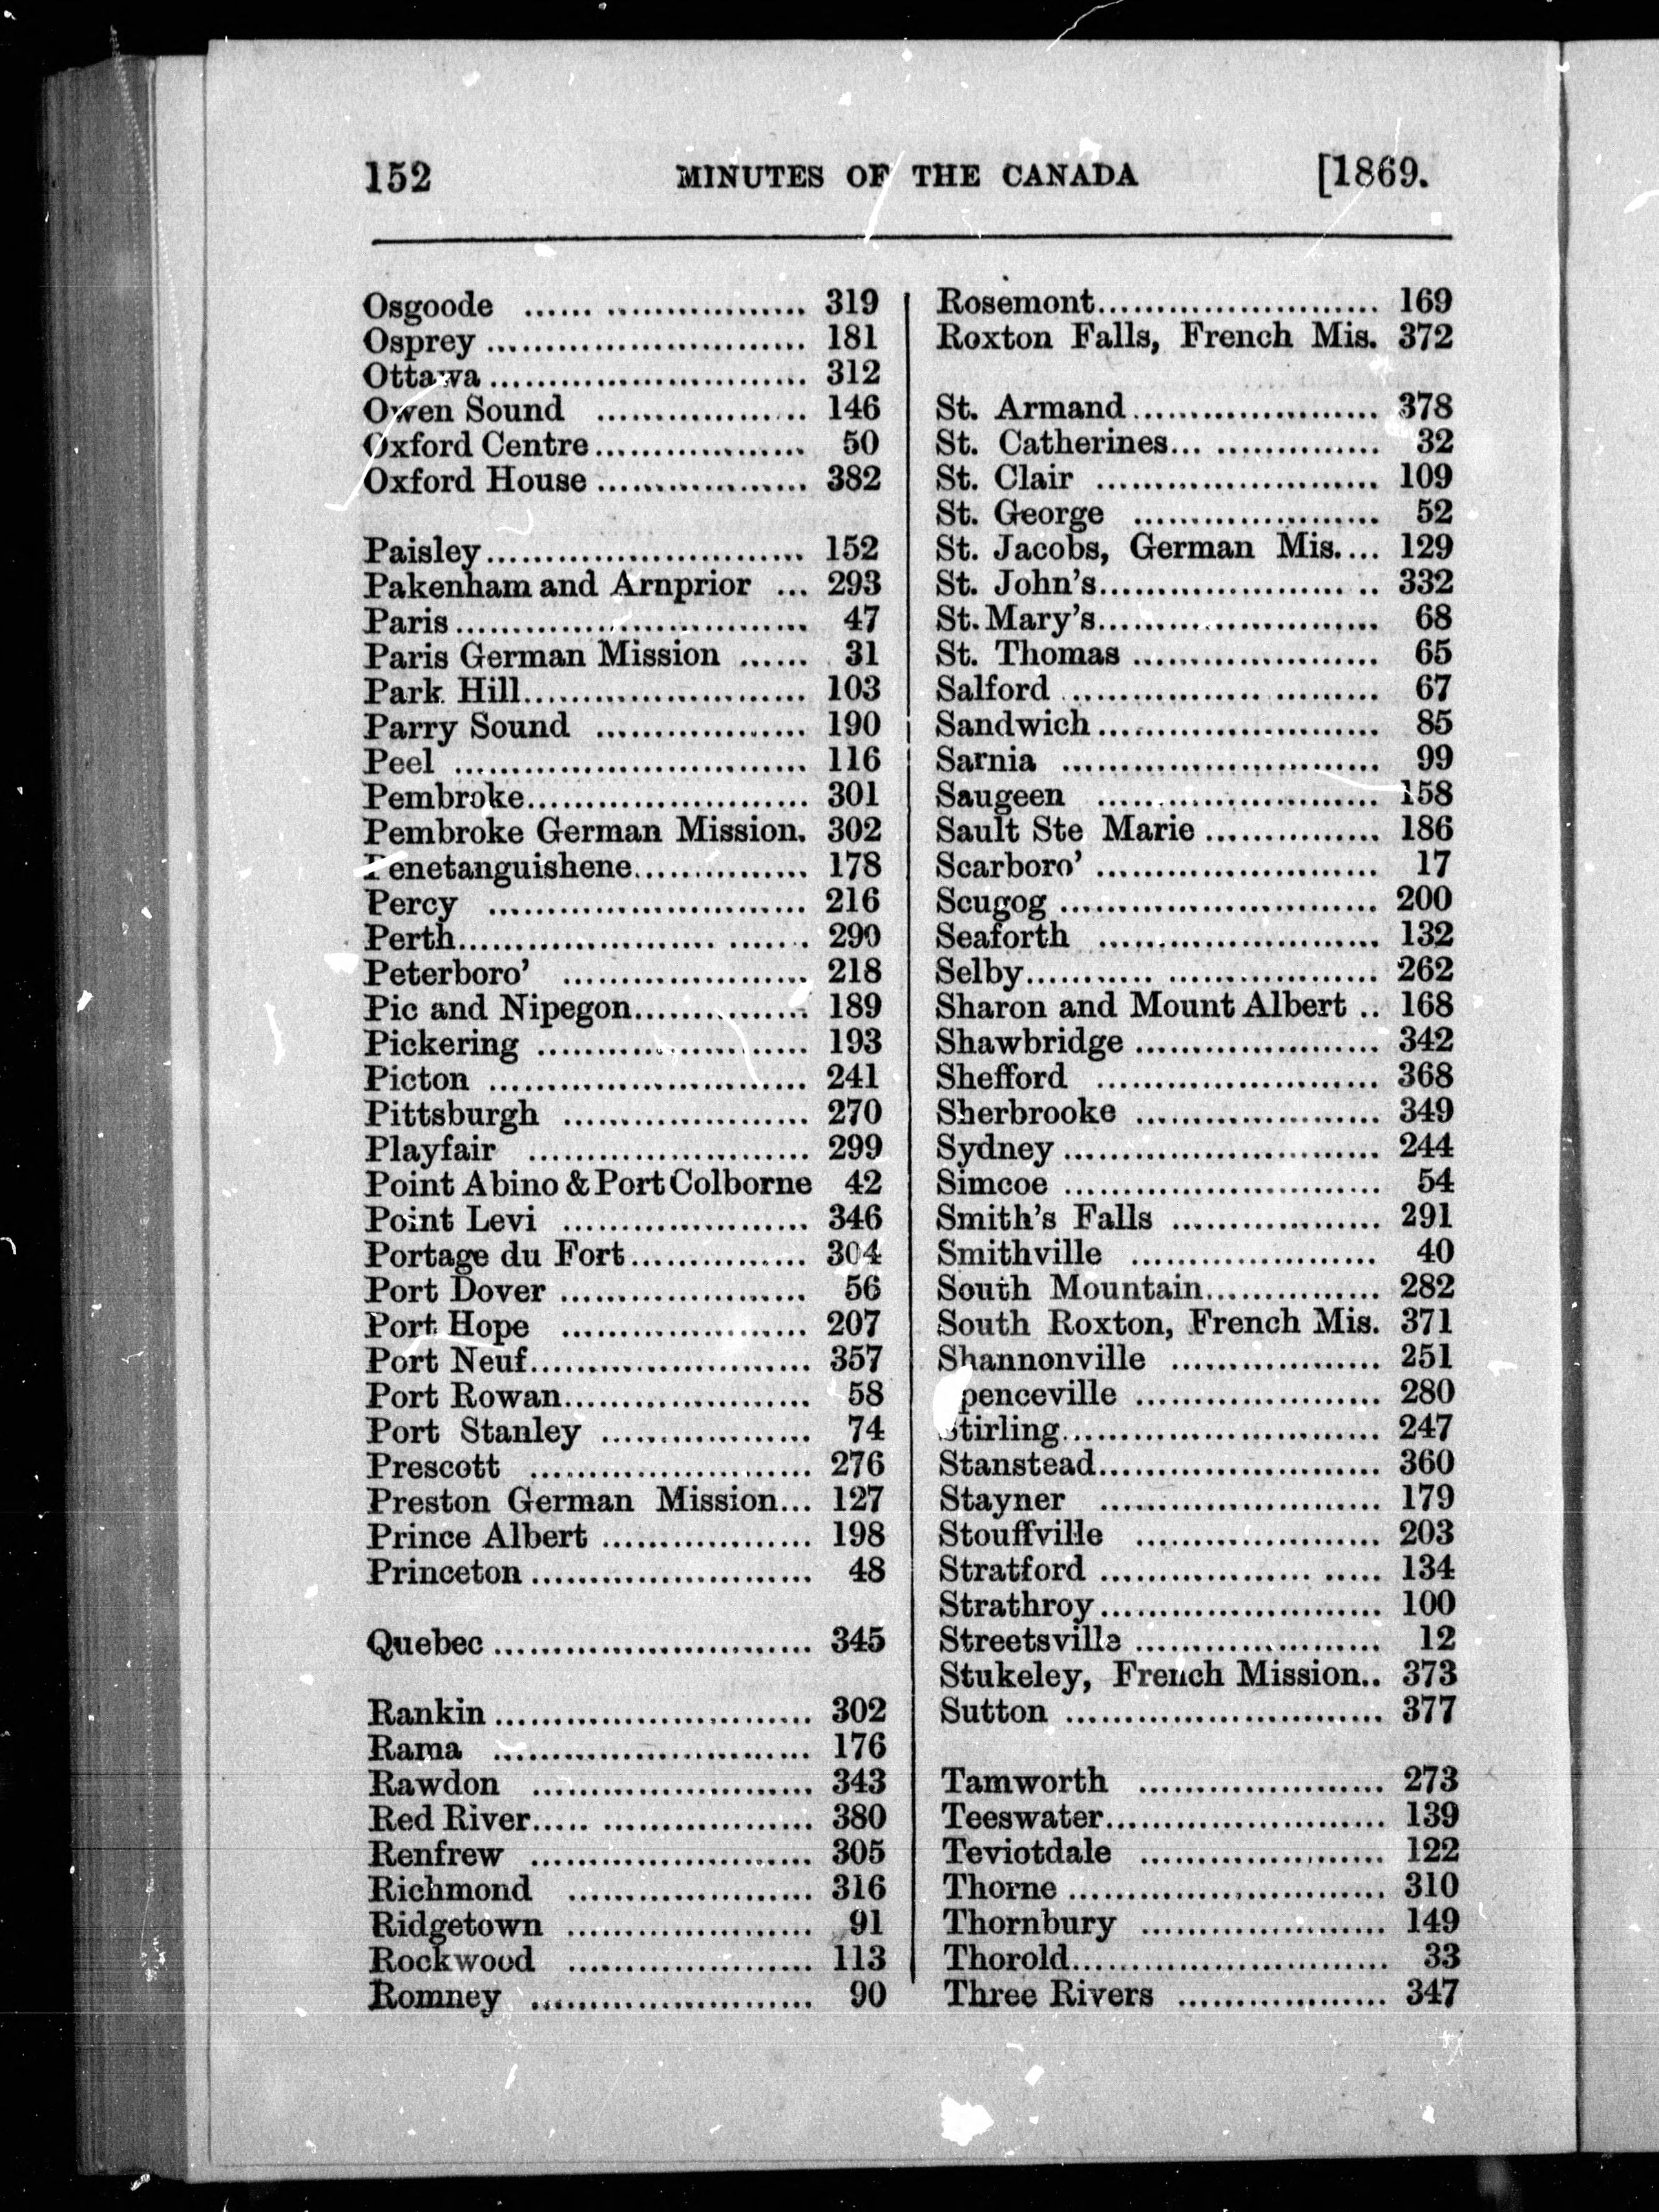 152 MINUTES OF THE CANADA [1869.
Osgoode ...... ................. 319
Osprey ........................... 181
Ottawa ........................... 312
Owen Sound .................. 146
Oxford Centre .................. 50
Oxford House .................. 382
Paisley ........................... 152
Pakenham and Arnprior ... 293
Paris .............................. 47
Paris German Mission ...... 31
Park Hill ........................ 103
Parry Sound .................. 190
Peel .............................. 116
Pembroke ........................ 301
Pembroke German Mission. 302
Penetanguishene ............... 178
Percy ........................... 216
Perth ...................... ....... 290
Peterboro’ ..................... 218
Pic and Nipegon ............... 189
Pickering ....................... 193
Picton ........................... 241
Pittsburgh ..................... 270
Playfair ........................ 299
Point Abino & Port Colborne 42
Point Levi ..................... 346
Portage du Fort ............... 304
Port Dover ..................... 56
Port Hope ..................... 207
Port Neuf ........................ 357
Port Rowan ..................... 58
Port Stanley .................. 74
Prescott ........................ 276
Preston German Mission ... 127
Prince Albert .................. 198
Princeton ........................ 48
Quebec ........................... 345
Rankin ........................... 302
Rama ........................... 176
Rawdon ........................ 343
Red River ..... .................. 380
Renfrew ........................ 305
Richmond ..................... 316
Ridgetown ..................... 91
Rockwood ..................... 113
Romney ........................ 90
Rosemont ........................ 169
Roxton Falls, French Mis. 372
St. Armand ..................... 378
St. Catherines ... .............. 32
St. Clair ........................ 109
St. George ..................... 52
St. Jacobs, German Mis. ... 129
St. John’s ..................... .. 332
St. Mary’s ........................ 68
St. Thomas ..................... 65
Salford ................. ......... 67
Sandwich ........................ 85
Sarnia ........................... 99
Saugeen ........................ 158
Sault Ste Marie ............... 186
Scarboro’ ........................ 17
Scugog ........................... 200
Seaforth ........................ 132
Selby ........... .................. 262
Sharon and Mount Albert .. 168
Shawbridge ..................... 342
Shefford ........................ 368
Sherbrooke ..................... 349
Sydney ........................... 244
Simcoe ........................... 54
Smith’s Falls .................. 291
Smithville ..................... 40
South Mountain ............... 282
South Roxton, French Mis. 371
Shannonville .................. 251
penceville ..................... 280
Stirling ........................... 247
Stanstead ........................ 360
Stayner ........................ 179
Stouffville ..................... 203
Stratford .................. ..... 134
Strathroy ........................ 100
Streetsville ..................... 12
Stukeley, French Mission .. 373
Sutton ........................... 377
Tamworth ..................... 273
Teeswater ........................ 139
Teviotdale ..................... 122
Thorne ........................... 310
Thornbury ..................... 149
Thorold ........................... 33
Three Rivers .................. 347